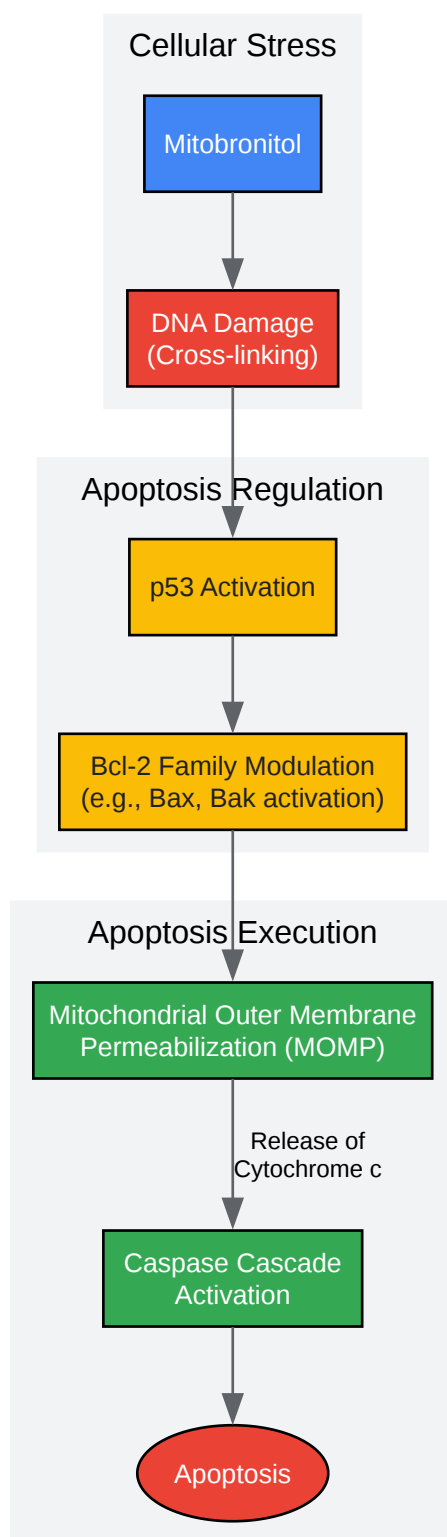 Cellular Stress
Mitobronitol
DNA Damage
(Cross-linking)
Apoptosis Regulation
p53 Activation
Bcl-2 Family Modulation
(e.g., Bax, Bak activation)
Apoptosis Execution
Mitochondrial Outer Membrane
Permeabilization (MOMP)
Release of
Cytochrome c
Caspase Cascade
Activation
Apoptosis